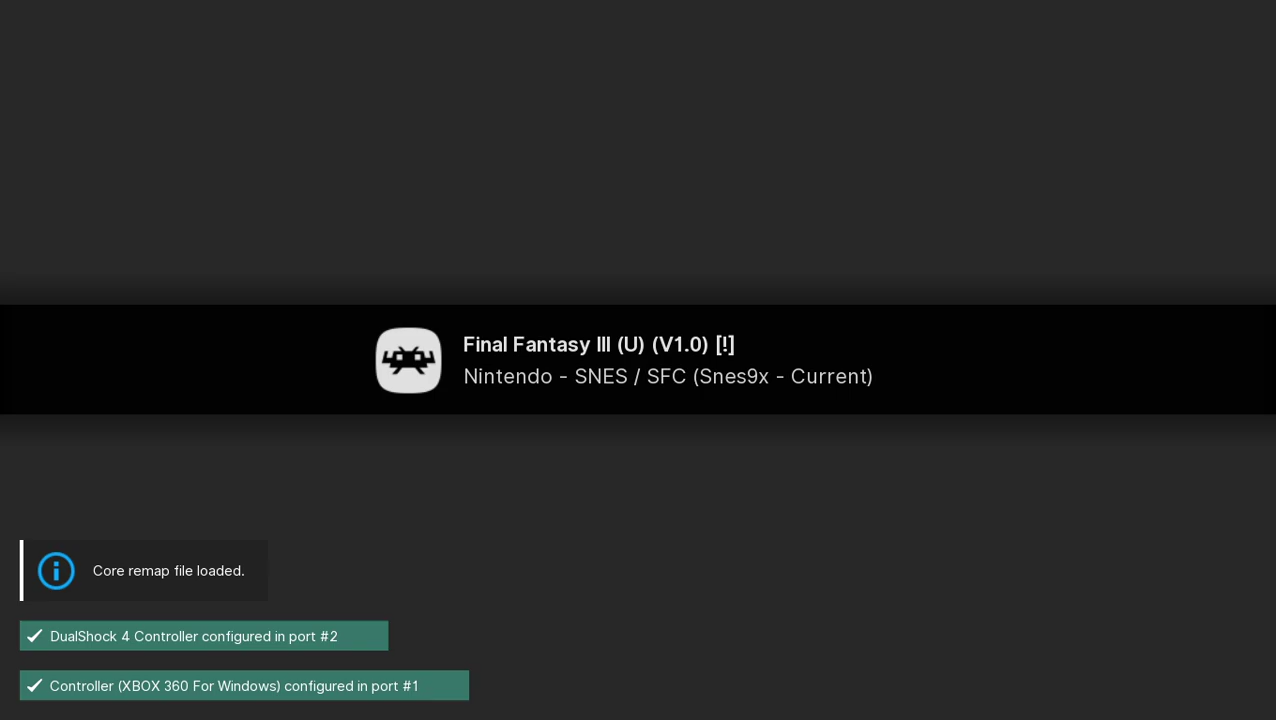 Final Fantasy III (U) (V1.0) [!]
Nintendo - SNES / SFC (Snes9x - Current)
Core remap file loaded.
DualShock 4 Controller configured in port #2
Controller (XBOX 360 For Windows) configured in port #1